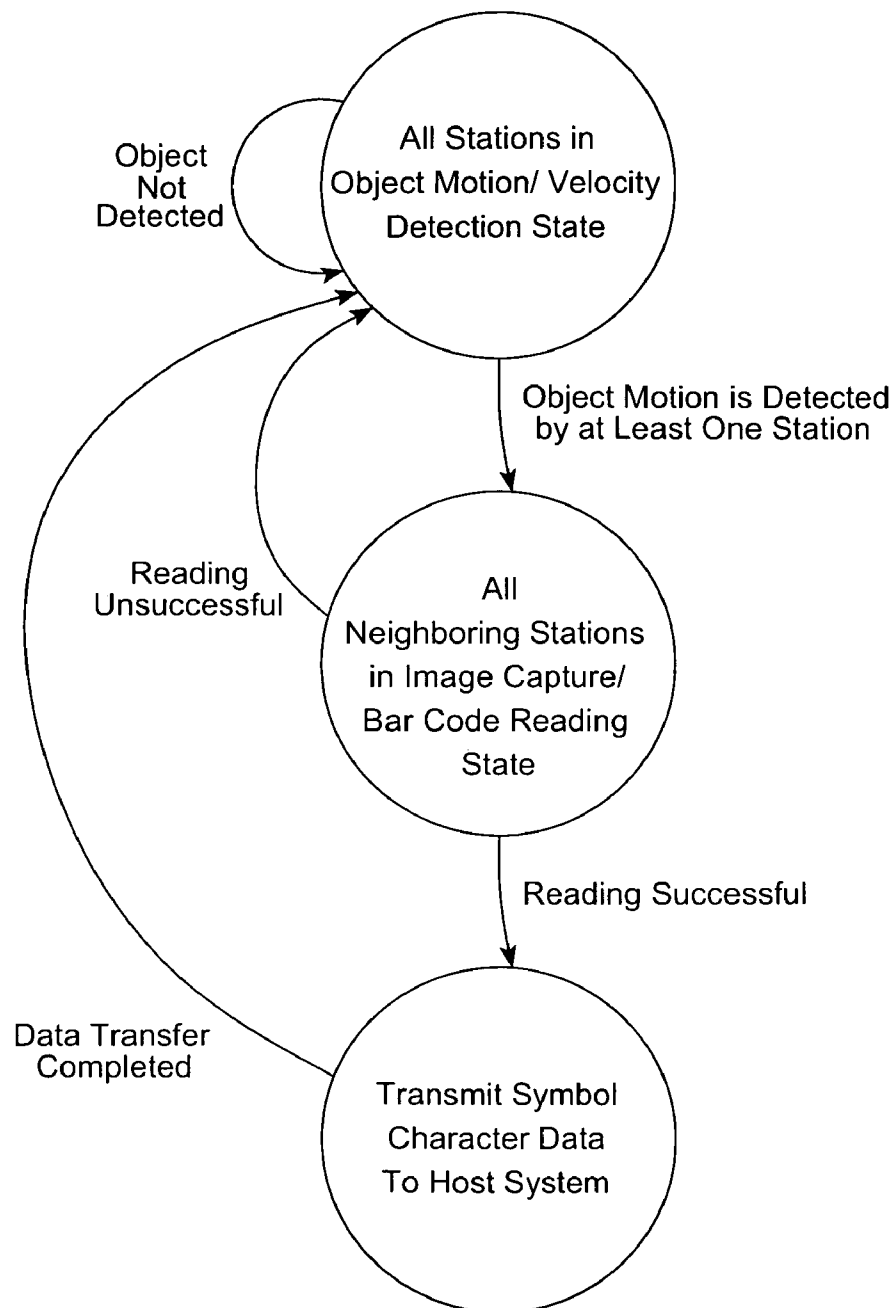 All Stations in
Object Motion/ Velocity
Detection State
Object
Not
Detected
Object Motion is Detected
by at Least One Station
Reading
Unsuccessful
All
Neighboring Stations
in Image Capture/
Bar Code Reading
State
Reading Successful
Data Transfer
Completed
Transmit Symbol
Character Data
To Host System